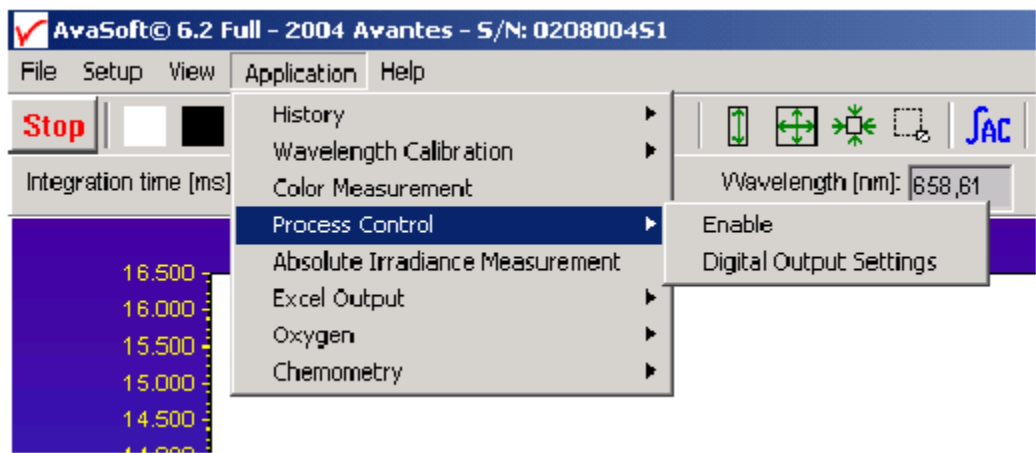 AvaSoft© 6.2 Full - 2004 Avantes - S/N: 0208004S1
File Setup View Application Help
Stop
AC
Integration time [ms]
Wavelength [nm]: 658,61
History
Wavelength Calibration
Color Measurement
Process Control
Absolute Irradiance Measurement
Excel Output
Oxygen
Chemometry
Enable
Digital Output Settings
16.500
16.000
15.500
15.000
14.500